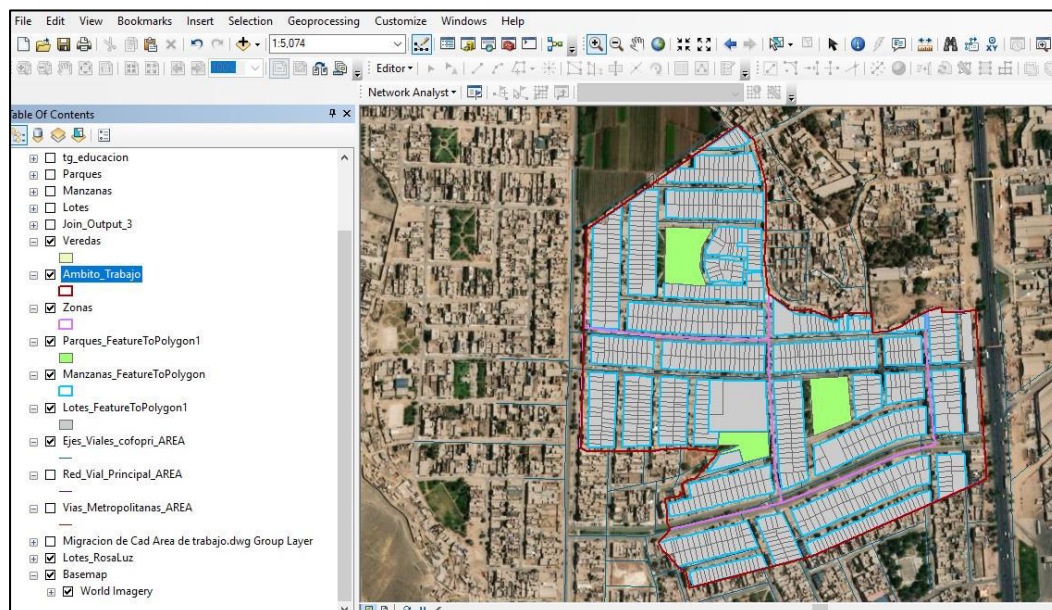 File Edit View Bookmarks Insert Selection Geoprocessing Customize Windows Help
1:5,074
Editor
Network Analyst
Table Of Contents
tg_educacion
Parques
Manzanas
Lotes
Join_Output_3
Veredas
Ambito_Trabajo
Zonas
Parques_FeatureToPolygon1
Manzanas_FeatureToPolygon
Lotes_FeatureToPolygon1
Ejes_Viales_cofopri_AREA
Red_Vial_Principal_AREA
Vias_Metropolitanas_AREA
Migracion de Cad Area de trabajo.dwg Group Layer
Lotes_RosaLuz
Basemap
World Imagery